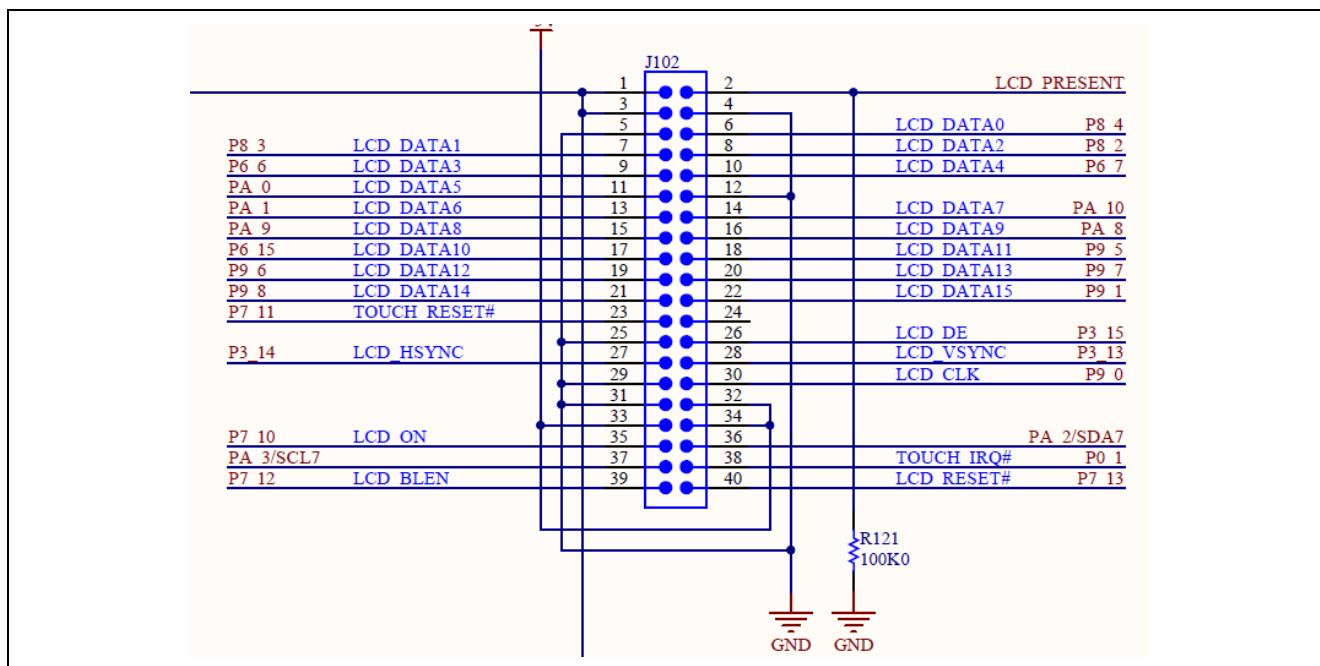 J102
1 2 LCD_PRESENT
3 4
5 6 LCD_DATA0 P8_4
P8_3 LCD_DATA1 7 8 LCD_DATA2 P8_2
P6_6 LCD_DATA3 9 10 LCD_DATA4 P6_7
PA_0 LCD_DATA5 11 12
PA_1 LCD_DATA6 13 14 LCD_DATA7 PA_10
PA_9 LCD_DATA8 15 16 LCD_DATA9 PA_8
P6_15 LCD_DATA10 17 18 LCD_DATA11 P9_5
P9_6 LCD_DATA12 19 20 LCD_DATA13 P9_7
P9_8 LCD_DATA14 21 22 LCD_DATA15 P9_1
P7_11 TOUCH_RESET# 23 24
25 26 LCD_DE P3_15
P3_14 LCD_HSYNC 27 28 LCD_VSYNC P3_13
29 30 LCD_CLK P9_0
31 32
33 34
P7_10 LCD_ON 35 36 PA_2/SDA7
PA_3/SCL7 37 38 TOUCH_IRQ# P0_1
P7_12 LCD_BLEN 39 40 LCD_RESET# P7_13
R121
100K0
GND GND